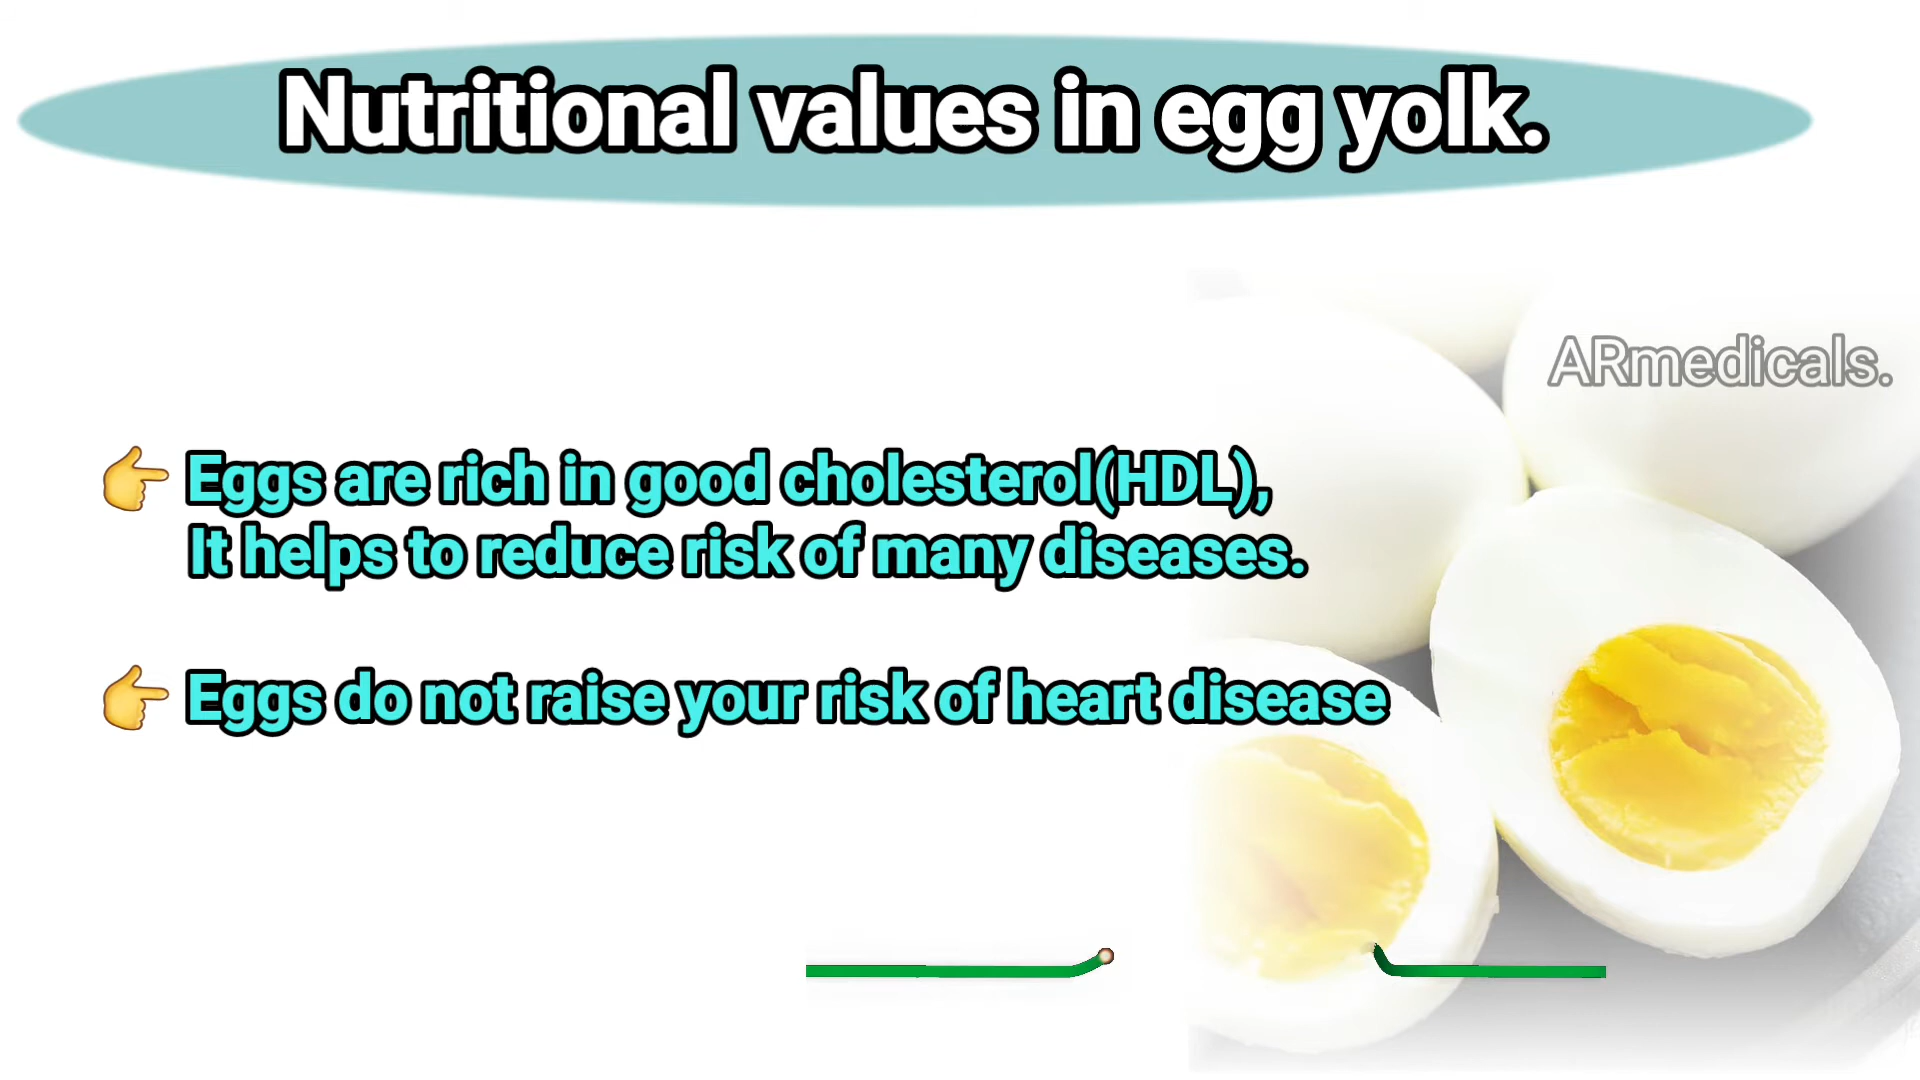 Nutritional values in egg yolk.
ARmedicals.
👉 Eggs are rich in good cholesterol(HDL),
It helps to reduce risk of many diseases.
👉 Eggs do not raise your risk of heart disease